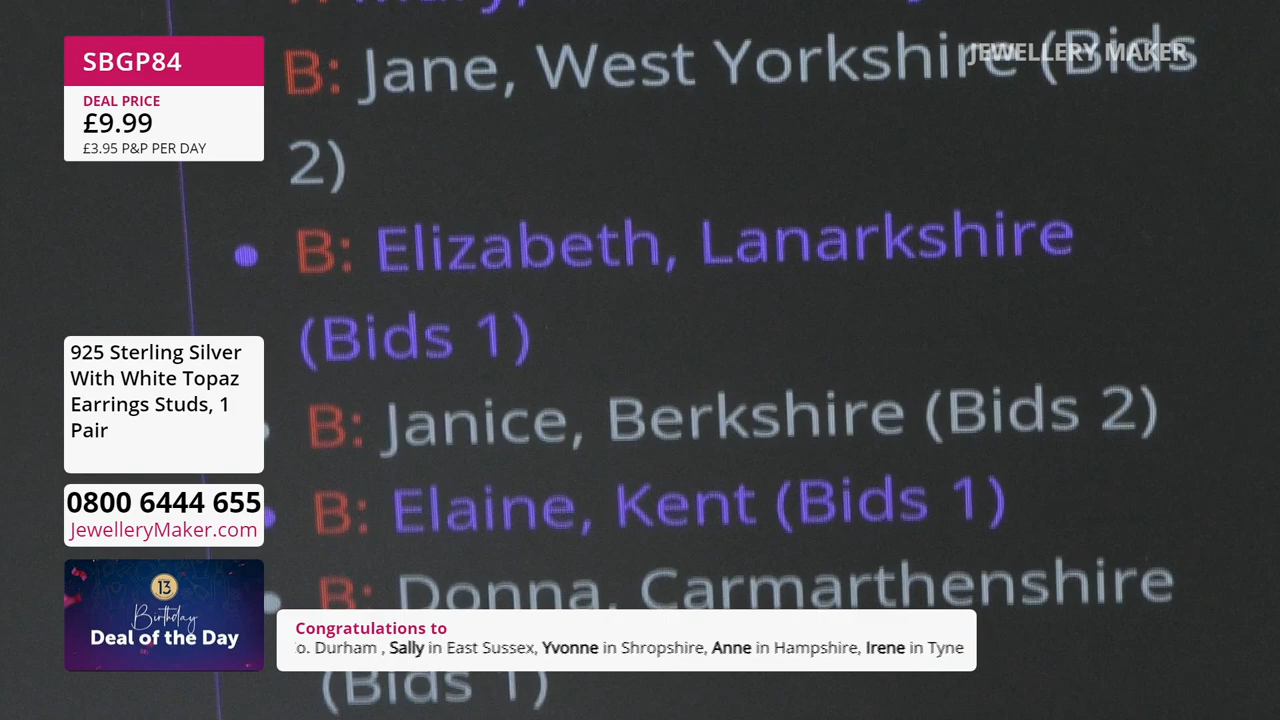 SBGP84
DEAL PRICE
£9.99
£3.95 P&P PER DAY
JEWELLERY MAKER
B: Jane, West Yorkshire (Bids
2)
B: Elizabeth, Lanarkshire
(Bids 1)
B: Janice, Berkshire (Bids 2)
B: Elaine, Kent (Bids 1)
B: Donna, Carmarthenshire
(Bids 1)
925 Sterling Silver
With White Topaz
Earrings Studs, 1
Pair
0800 6444 655
JewelleryMaker.com
13
Birthday
Deal of the Day
Congratulations to
o. Durham , Sally in East Sussex, Yvonne in Shropshire, Anne in Hampshire, Irene in Tyne